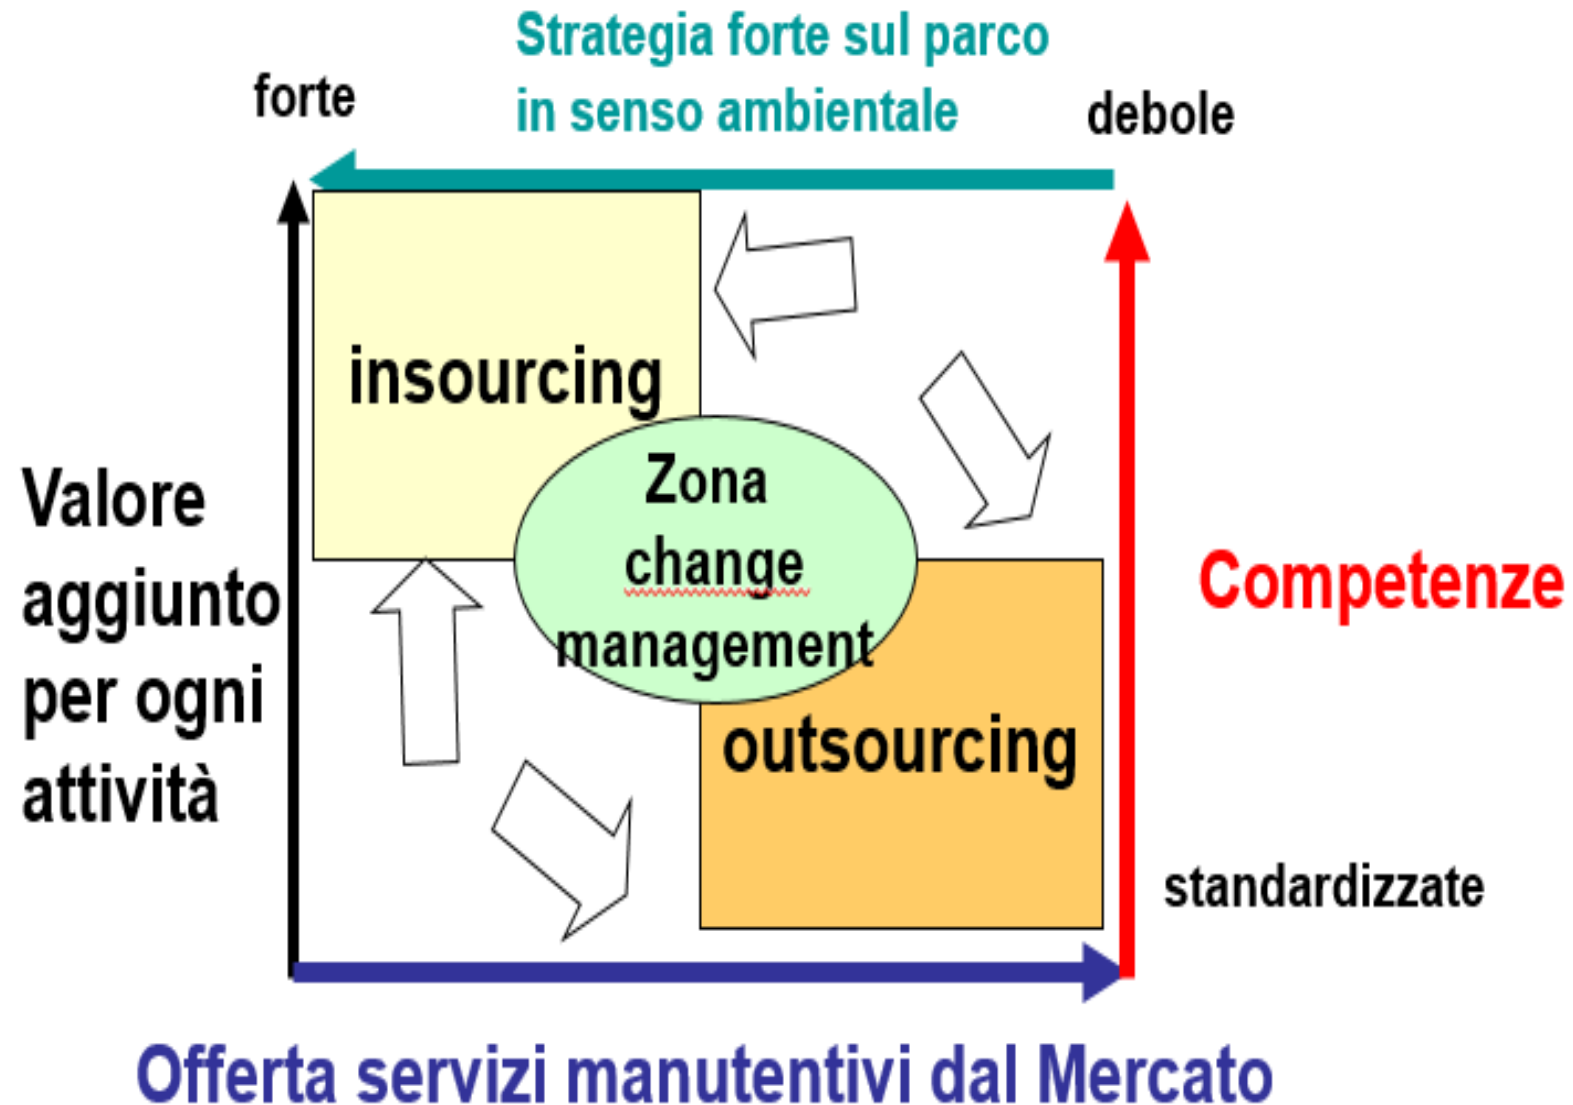 Strategia forte sul parco
in senso ambientale
forte
debole
insourcing
Zona
change
management
Valore
aggiunto
per ogni
attività
Competenze
outsourcing
standardizzate
Offerta servizi manutentivi dal Mercato